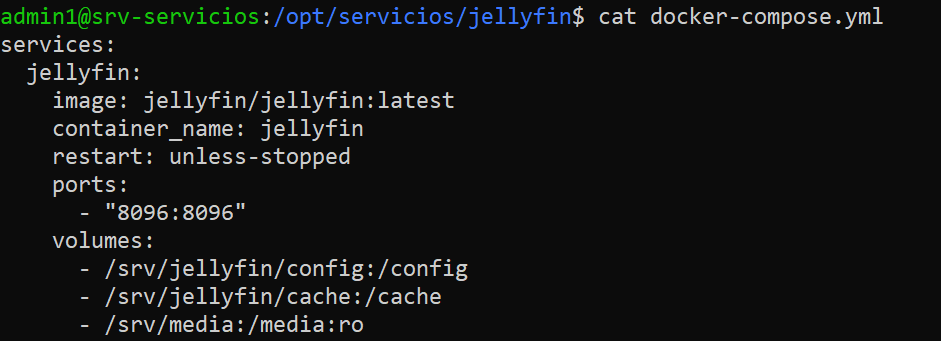 admin1@srv-servicios:/opt/servicios/jellyfin$ cat docker-compose.yml
services:
  jellyfin:
    image: jellyfin/jellyfin:latest
    container_name: jellyfin
    restart: unless-stopped
    ports:
      - "8096:8096"
    volumes:
      - /srv/jellyfin/config:/config
      - /srv/jellyfin/cache:/cache
      - /srv/media:/media:ro